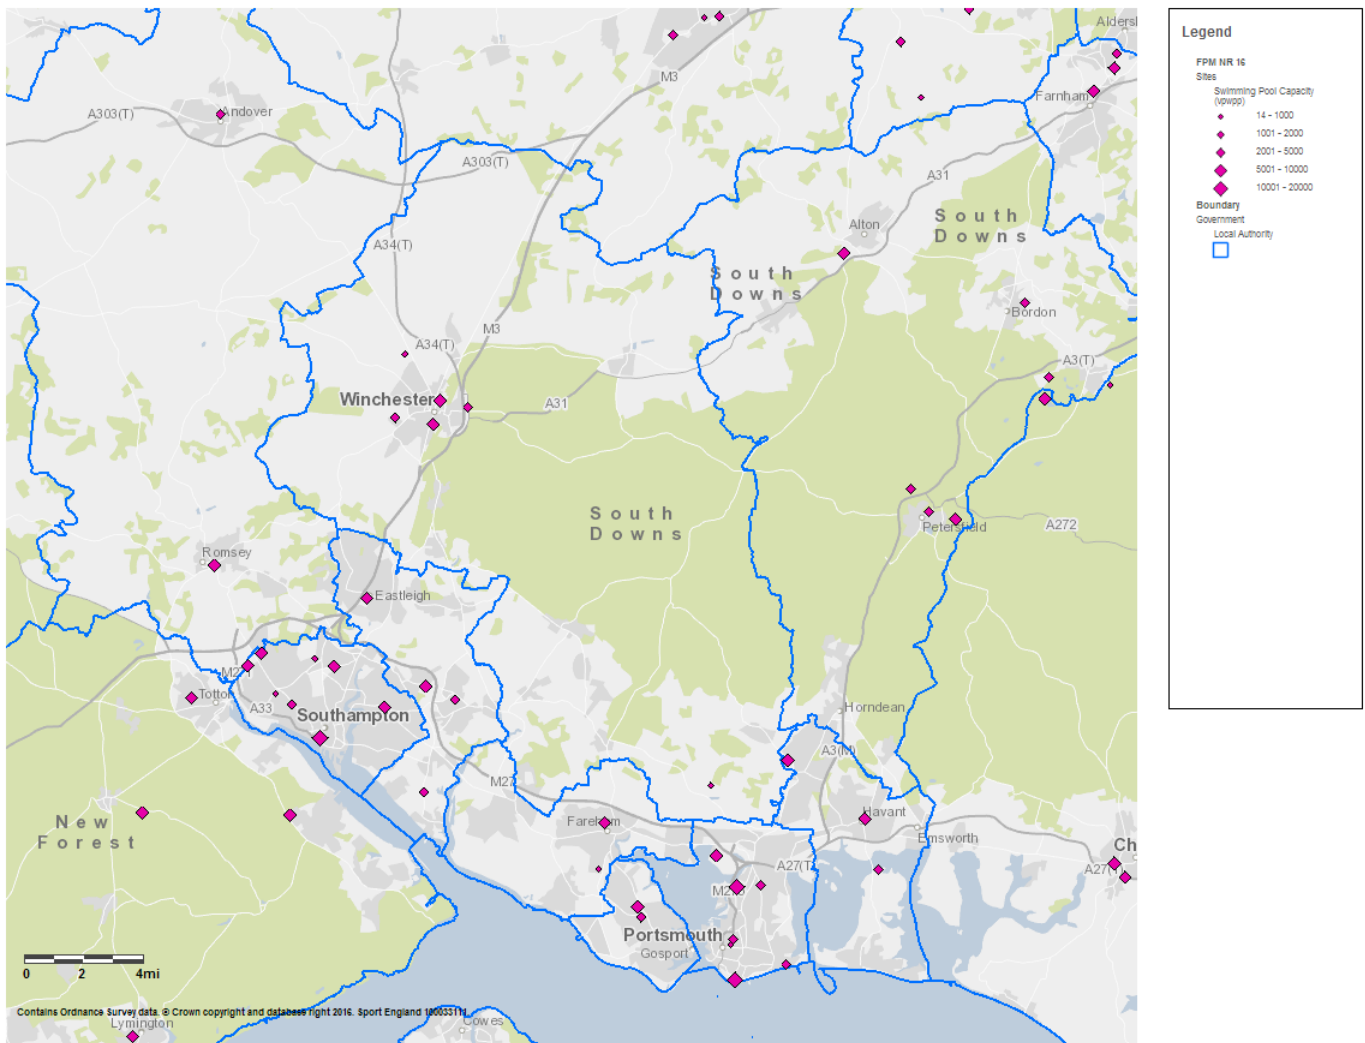 Legend
FPM NR 16
Sites
Swimming Pool Capacity
(vpwpp)
14 - 1000
1001 - 2000
2001 - 5000
5001 - 10000
10001 - 20000
Boundary
Government
Local Authority
M3
A303(T)
Andover
A303(T)
Farnham
A31
Alton
South
Downs
A34(T)
South
Downs
Bordon
M3
A34(T)
A3(T)
Winchester
A31
South
Downs
Petersfield
A272
Romsey
Eastleigh
Totton
A33
Southampton
Horndean
A3(M)
M27
New
Forest
Fareham
Havant
Emsworth
Ch
A27(T)
A27(T)
Portsmouth
Gosport
0 2 4mi
Contains Ordnance Survey data. © Crown copyright and database right 2016. Sport England 100033111
Lymington
Cowes